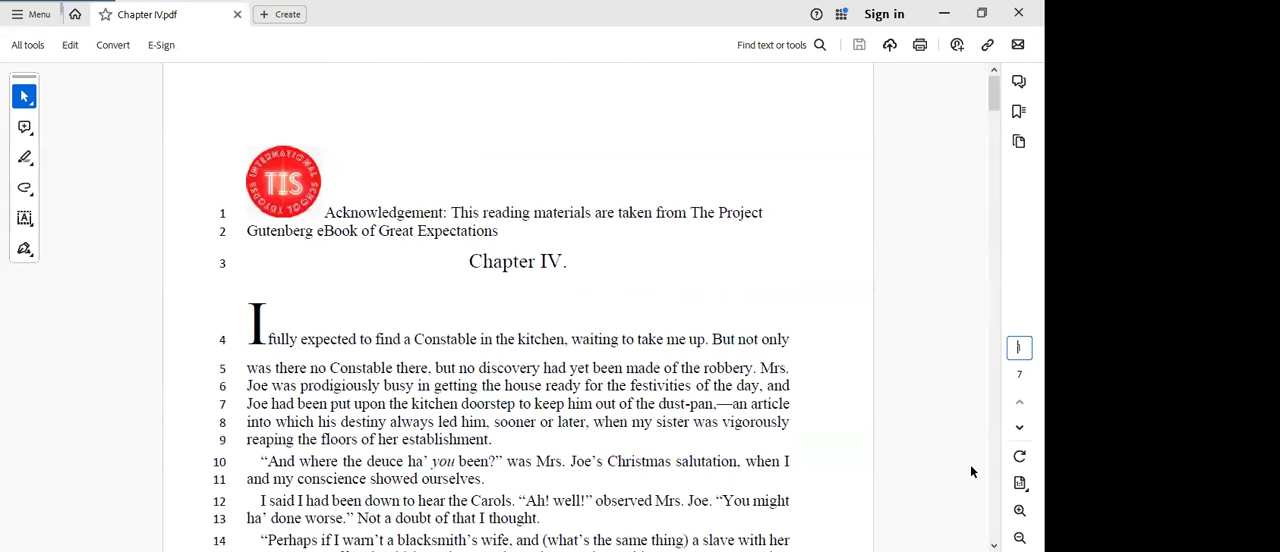 Menu
Chapter IV.pdf
Create
Sign in
All tools
Edit
Convert
E-Sign
Find text or tools
INTERNATIONAL
TIS
SCHOOL TUTORS
1 Acknowledgement: This reading materials are taken from The Project
2 Gutenberg eBook of Great Expectations
3 Chapter IV.
4 I fully expected to find a Constable in the kitchen, waiting to take me up. But not only
5 was there no Constable there, but no discovery had yet been made of the robbery. Mrs.
6 Joe was prodigiously busy in getting the house ready for the festivities of the day, and
7 Joe had been put upon the kitchen doorstep to keep him out of the dust-pan,—an article
8 into which his destiny always led him, sooner or later, when my sister was vigorously
9 reaping the floors of her establishment.
10 “And where the deuce ha’ you been?” was Mrs. Joe’s Christmas salutation, when I
11 and my conscience showed ourselves.
12 I said I had been down to hear the Carols. “Ah! well!” observed Mrs. Joe. “You might
13 ha’ done worse.” Not a doubt of that I thought.
14 “Perhaps if I warn’t a blacksmith’s wife, and (what’s the same thing) a slave with her
7